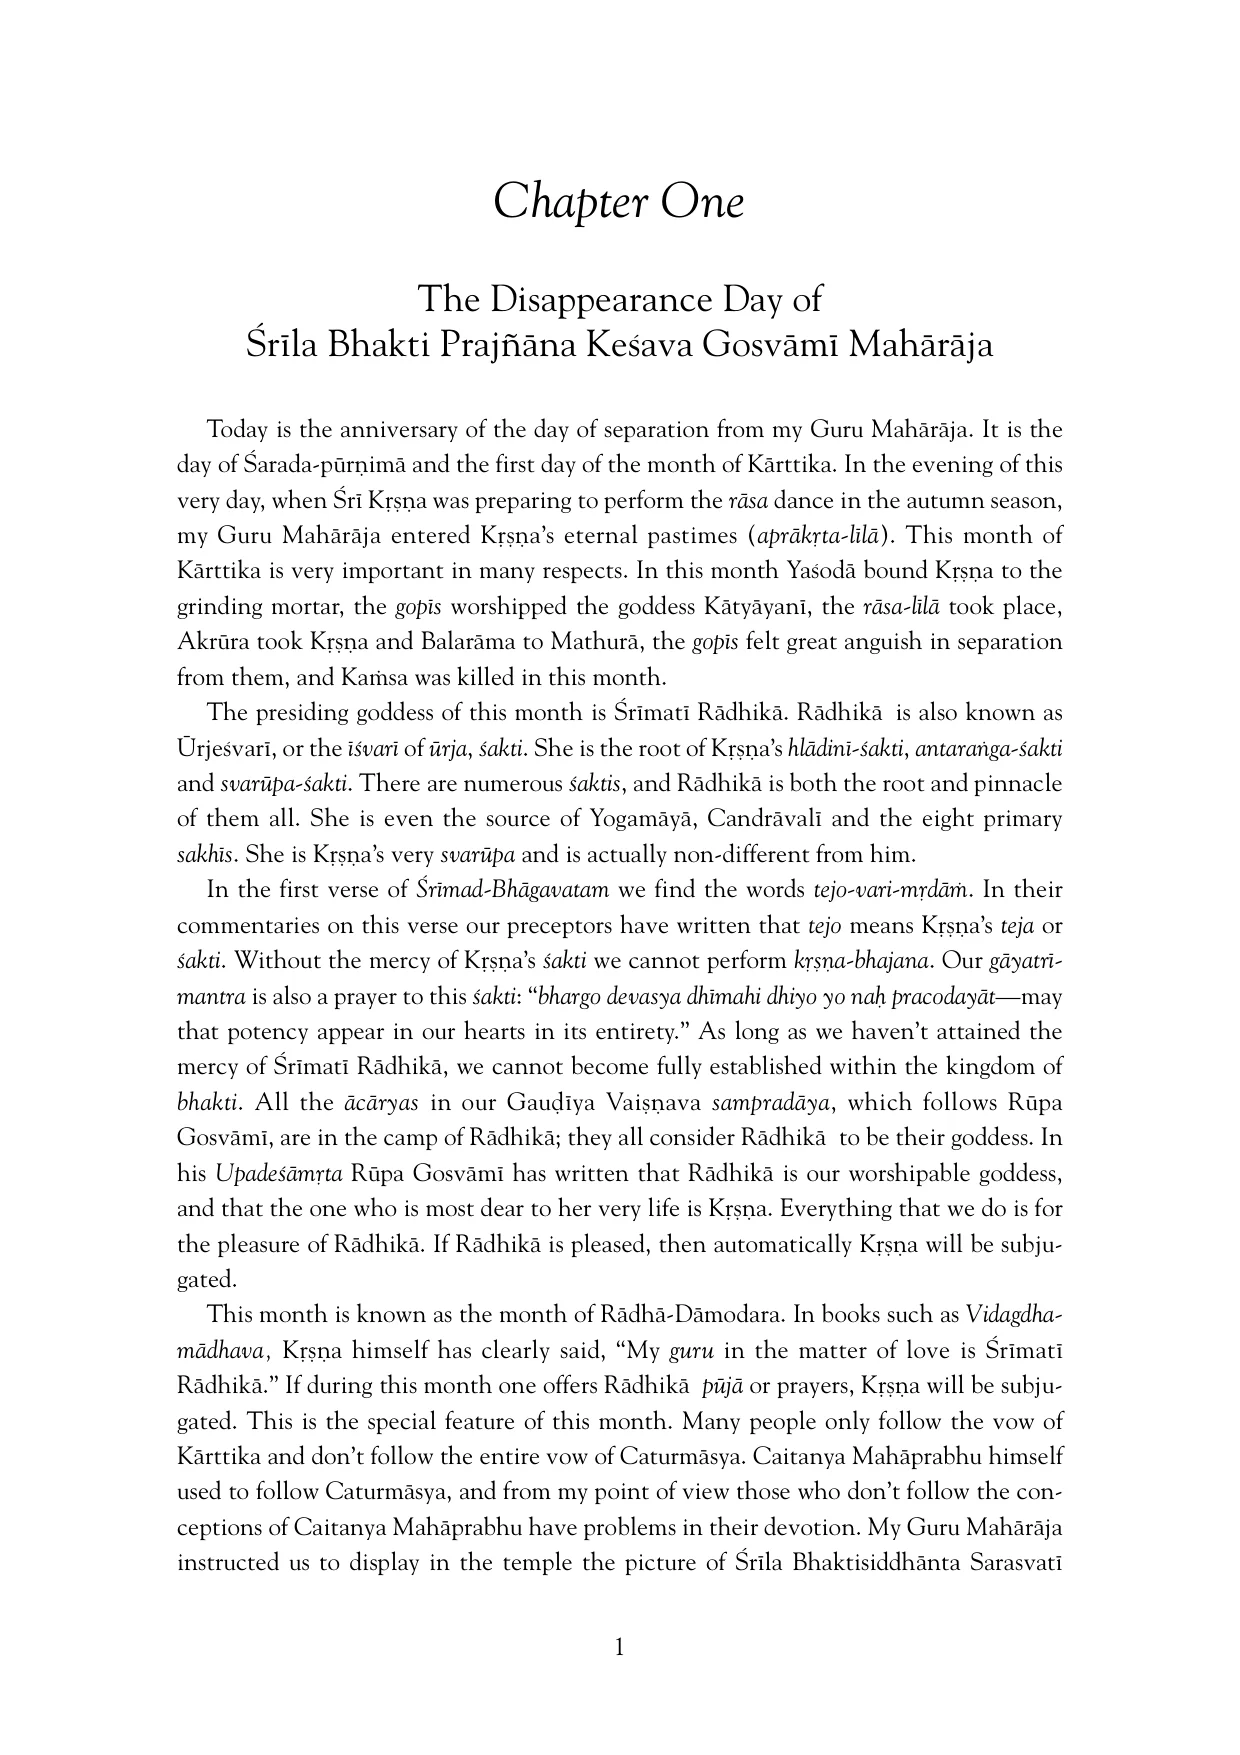 Chapter One
The Disappearance Day of
Śrīla Bhakti Prajñāna Keśava Gosvāmī Mahārāja
Today is the anniversary of the day of separation from my Guru Mahārāja. It is the
day of Śarada-pūrṇimā and the first day of the month of Kārttika. In the evening of this
very day, when Śrī Kṛṣṇa was preparing to perform the rāsa dance in the autumn season,
my Guru Mahārāja entered Kṛṣṇa’s eternal pastimes (aprākṛta-līlā). This month of
Kārttika is very important in many respects. In this month Yaśodā bound Kṛṣṇa to the
grinding mortar, the gopīs worshipped the goddess Kātyāyanī, the rāsa-līlā took place,
Akrūra took Kṛṣṇa and Balarāma to Mathurā, the gopīs felt great anguish in separation
from them, and Kaṁsa was killed in this month.
The presiding goddess of this month is Śrīmatī Rādhikā. Rādhikā is also known as
Ūrjeśvarī, or the īśvarī of ūrja, śakti. She is the root of Kṛṣṇa’s hlādinī-śakti, antaraṅga-śakti
and svarūpa-śakti. There are numerous śaktis, and Rādhikā is both the root and pinnacle
of them all. She is even the source of Yogamāyā, Candrāvalī and the eight primary
sakhīs. She is Kṛṣṇa’s very svarūpa and is actually non-different from him.
In the first verse of Śrīmad-Bhāgavatam we find the words tejo-vari-mṛdāṁ. In their
commentaries on this verse our preceptors have written that tejo means Kṛṣṇa’s teja or
śakti. Without the mercy of Kṛṣṇa’s śakti we cannot perform kṛṣṇa-bhajana. Our gāyatrī-
mantra is also a prayer to this śakti: “bhargo devasya dhīmahi dhiyo yo naḥ pracodayāt—may
that potency appear in our hearts in its entirety.” As long as we haven’t attained the
mercy of Śrīmatī Rādhikā, we cannot become fully established within the kingdom of
bhakti. All the ācāryas in our Gauḍīya Vaiṣṇava sampradāya, which follows Rūpa
Gosvāmī, are in the camp of Rādhikā; they all consider Rādhikā to be their goddess. In
his Upadeśāmṛta Rūpa Gosvāmī has written that Rādhikā is our worshipable goddess,
and that the one who is most dear to her very life is Kṛṣṇa. Everything that we do is for
the pleasure of Rādhikā. If Rādhikā is pleased, then automatically Kṛṣṇa will be subju-
gated.
This month is known as the month of Rādhā-Dāmodara. In books such as Vidagdha-
mādhava, Kṛṣṇa himself has clearly said, “My guru in the matter of love is Śrīmatī
Rādhikā.” If during this month one offers Rādhikā pūjā or prayers, Kṛṣṇa will be subju-
gated. This is the special feature of this month. Many people only follow the vow of
Kārttika and don’t follow the entire vow of Caturmāsya. Caitanya Mahāprabhu himself
used to follow Caturmāsya, and from my point of view those who don’t follow the con-
ceptions of Caitanya Mahāprabhu have problems in their devotion. My Guru Mahārāja
instructed us to display in the temple the picture of Śrīla Bhaktisiddhānta Sarasvatī
1